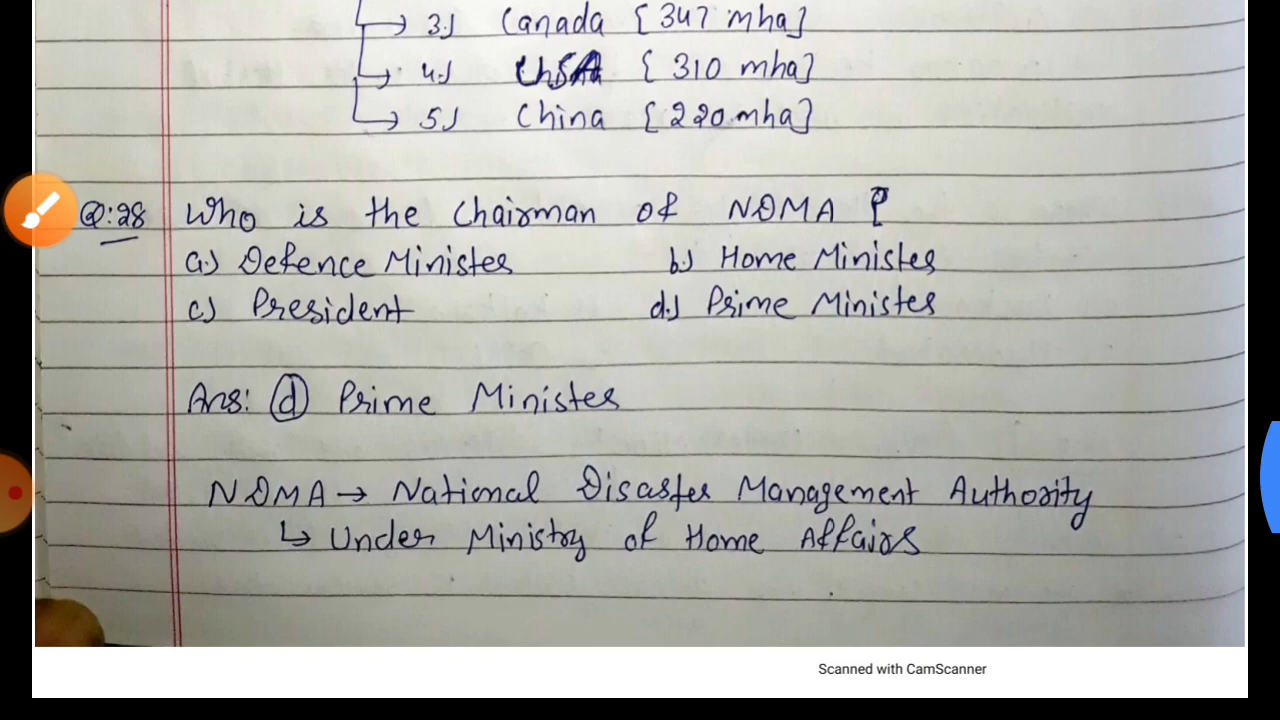 3.) Canada [347 mha]
4.) [310 mha]
5.) China [220 mha]
Q:28 Who is the Chairman of NDMA ?
a.) Defence Minister b.) Home Minister
c.) President d.) Prime Minister
Ans: (d) Prime Minister
NDMA → National Disaster Management Authority
↳ Under Ministry of Home Affairs
Scanned with CamScanner